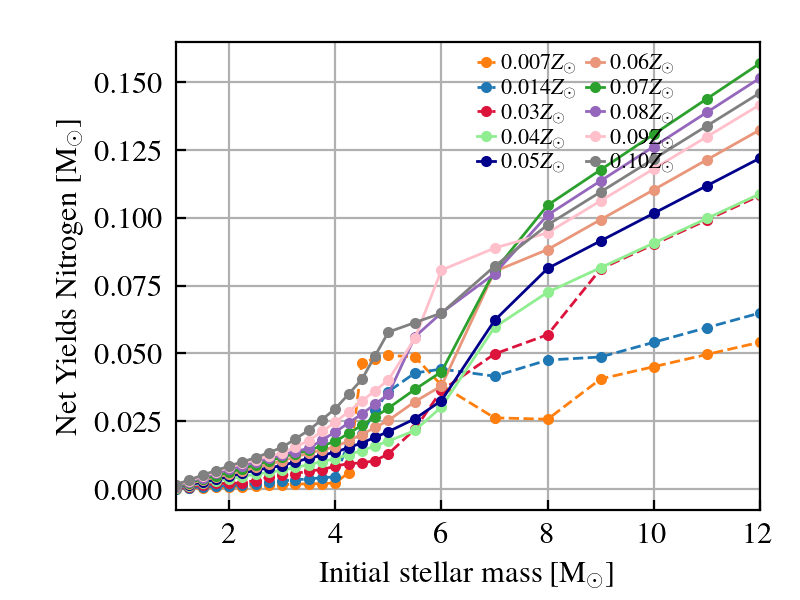 0.007Z☉ 0.06Z☉
0.014Z☉ 0.07Z☉
0.03Z☉ 0.08Z☉
0.04Z☉ 0.09Z☉
0.05Z☉ 0.10Z☉
Net Yields Nitrogen [M☉]
0.150
0.125
0.100
0.075
0.050
0.025
0.000
2 4 6 8 10 12
Initial stellar mass [M☉]